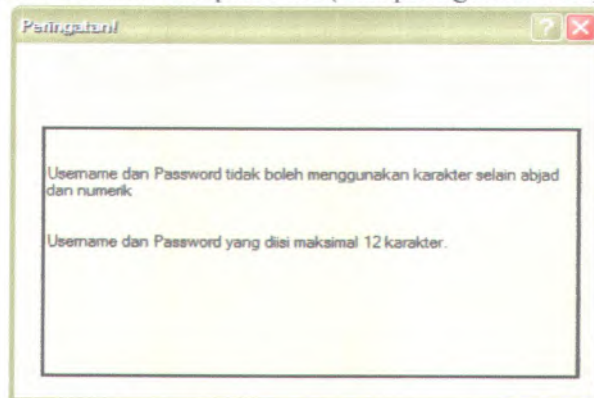 Peringatan!
Username dan Password tidak boleh menggunakan karakter selain abjad
dan numerik
Username dan Password yang diisi maksimal 12 karakter.